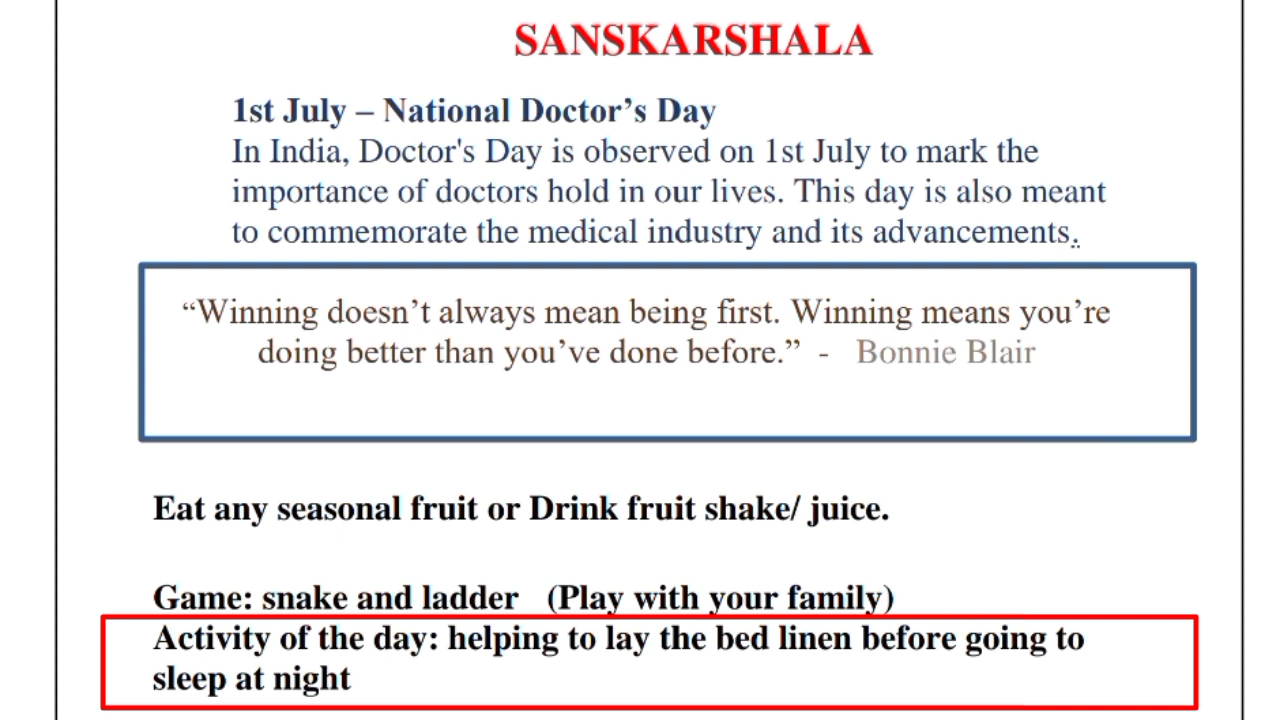 SANSKARSHALA
1st July – National Doctor’s Day
In India, Doctor's Day is observed on 1st July to mark the
importance of doctors hold in our lives. This day is also meant
to commemorate the medical industry and its advancements.
“Winning doesn’t always mean being first. Winning means you’re
doing better than you’ve done before.” - Bonnie Blair
Eat any seasonal fruit or Drink fruit shake/ juice.
Game: snake and ladder (Play with your family)
Activity of the day: helping to lay the bed linen before going to
sleep at night